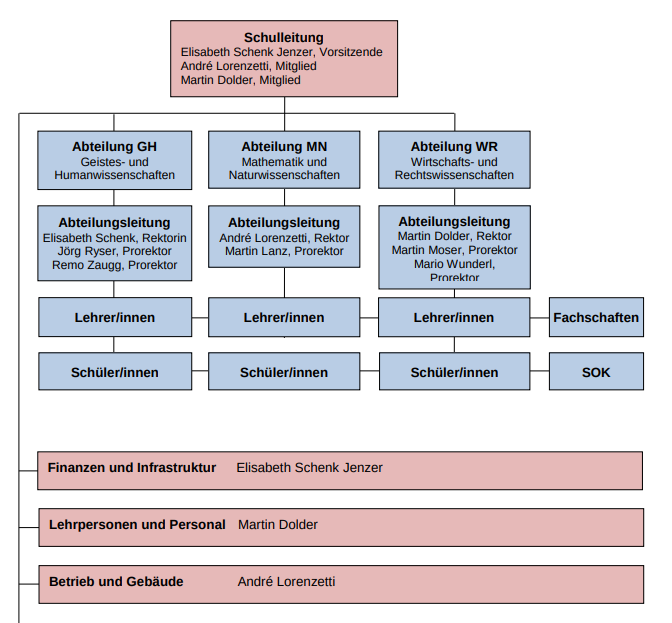 Schulleitung
Elisabeth Schenk Jenzer, Vorsitzende
André Lorenzetti, Mitglied
Martin Dolder, Mitglied
Abteilung GH
Geistes- und
Humanwissenschaften
Abteilung MN
Mathematik und
Naturwissenschaften
Abteilung WR
Wirtschafts- und
Rechtswissenschaften
Abteilungsleitung
Elisabeth Schenk, Rektorin
Jörg Ryser, Prorektor
Remo Zaugg, Prorektor
Abteilungsleitung
André Lorenzetti, Rektor
Martin Lanz, Prorektor
Abteilungsleitung
Martin Dolder, Rektor
Martin Moser, Prorektor
Mario Wunderl,
Prorektor
Lehrer/innen
Lehrer/innen
Lehrer/innen
Fachschaften
Schüler/innen
Schüler/innen
Schüler/innen
SOK
Finanzen und Infrastruktur Elisabeth Schenk Jenzer
Lehrpersonen und Personal Martin Dolder
Betrieb und Gebäude André Lorenzetti